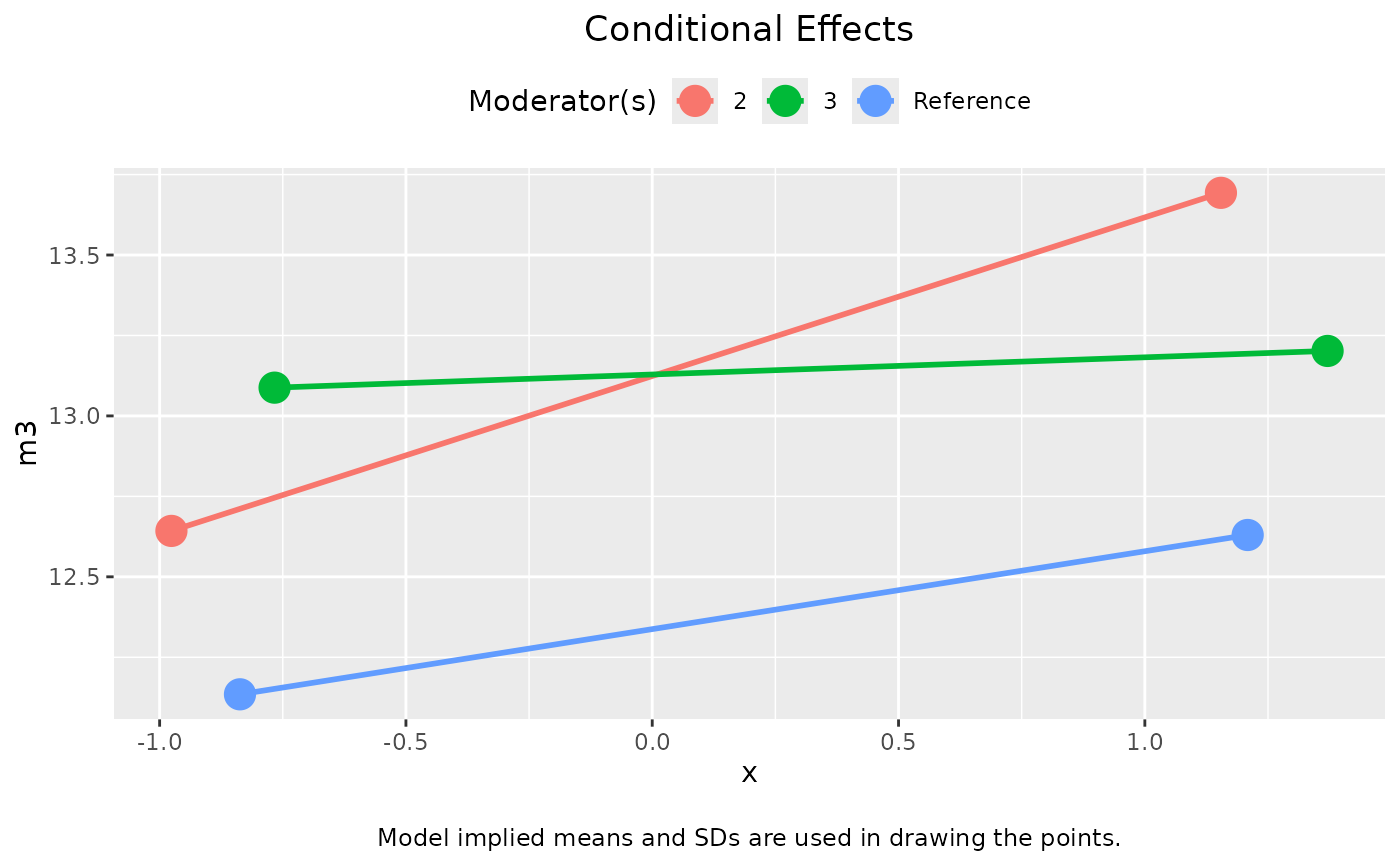 Conditional Effects
Moderator(s) 2 3 Reference
13.5
13.0
12.5
m3
-1.0 -0.5 0.0 0.5 1.0
x
Model implied means and SDs are used in drawing the points.